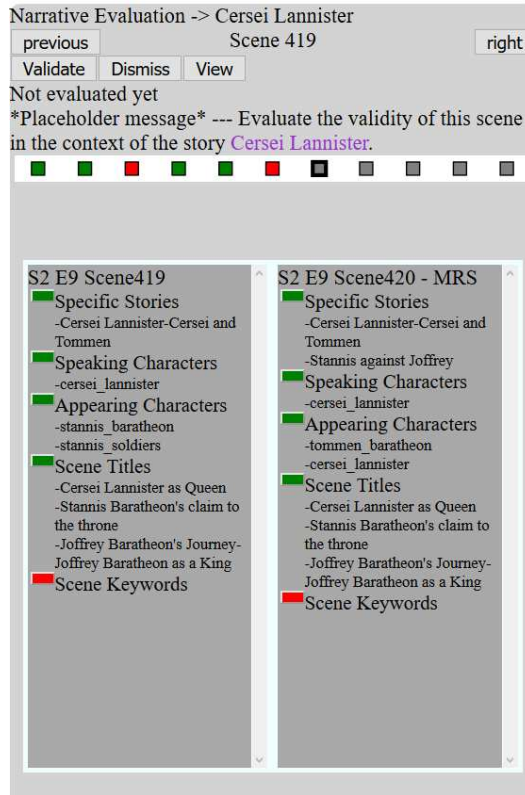 Narrative Evaluation -> Cersei Lannister
previous Scene 419 right
Validate Dismiss View
Not evaluated yet
*Placeholder message* --- Evaluate the validity of this scene
in the context of the story Cersei Lannister.
S2 E9 Scene419
Specific Stories
-Cersei Lannister-Cersei and
Tommen
Speaking Characters
-cersei_lannister
Appearing Characters
-stannis_baratheon
-stannis_soldiers
Scene Titles
-Cersei Lannister as Queen
-Stannis Baratheon's claim to
the throne
-Joffrey Baratheon's Journey-
Joffrey Baratheon as a King
Scene Keywords
S2 E9 Scene420 - MRS
Specific Stories
-Cersei Lannister-Cersei and
Tommen
-Stannis against Joffrey
Speaking Characters
-cersei_lannister
Appearing Characters
-tommen_baratheon
-cersei_lannister
Scene Titles
-Cersei Lannister as Queen
-Stannis Baratheon's claim to
the throne
-Joffrey Baratheon's Journey-
Joffrey Baratheon as a King
Scene Keywords